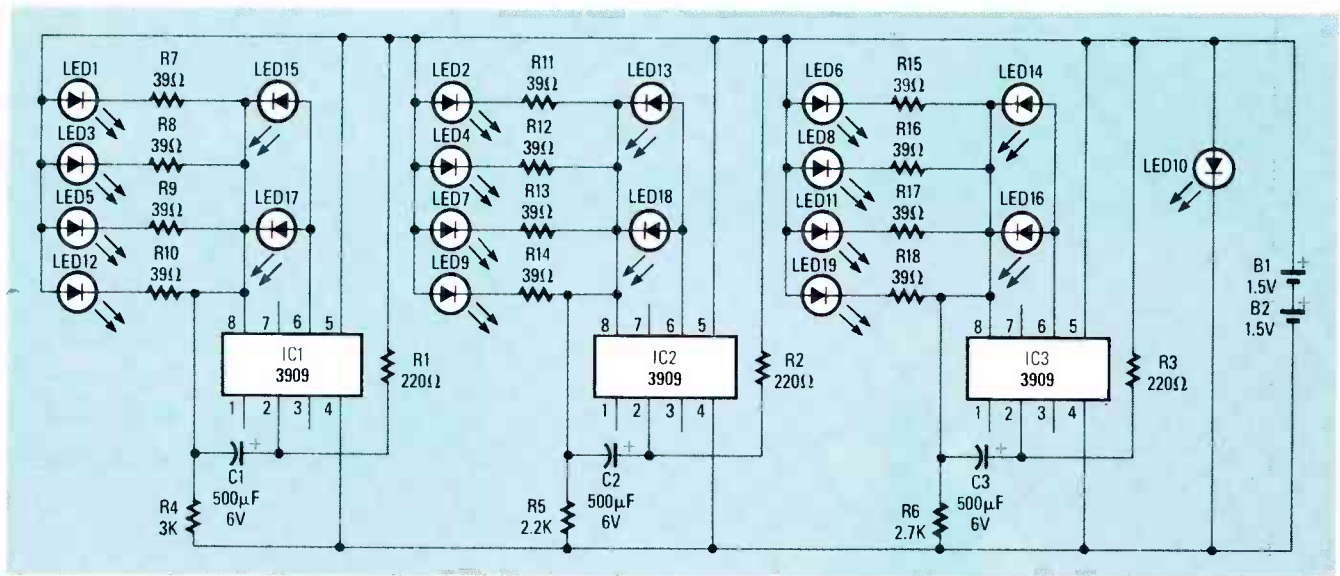 R7
39Ω
LED1
LED15
R8
39Ω
LED3
R9
39Ω
LED5
LED17
R10
39Ω
LED12
8 7 6 5
IC1
3909
1 2 3 4
R1
220Ω
+
C1
500µF
6V
R4
3K
R11
39Ω
LED2
LED13
R12
39Ω
LED4
R13
39Ω
LED7
LED18
R14
39Ω
LED9
8 7 6 5
IC2
3909
1 2 3 4
R2
220Ω
+
C2
500µF
6V
R5
2.2K
R15
39Ω
LED6
LED14
R16
39Ω
LED8
R17
39Ω
LED11
LED16
R18
39Ω
LED19
8 7 6 5
IC3
3909
1 2 3 4
R3
220Ω
+
C3
500µF
6V
R6
2.7K
LED10
+
B1
1.5V
+
B2
1.5V